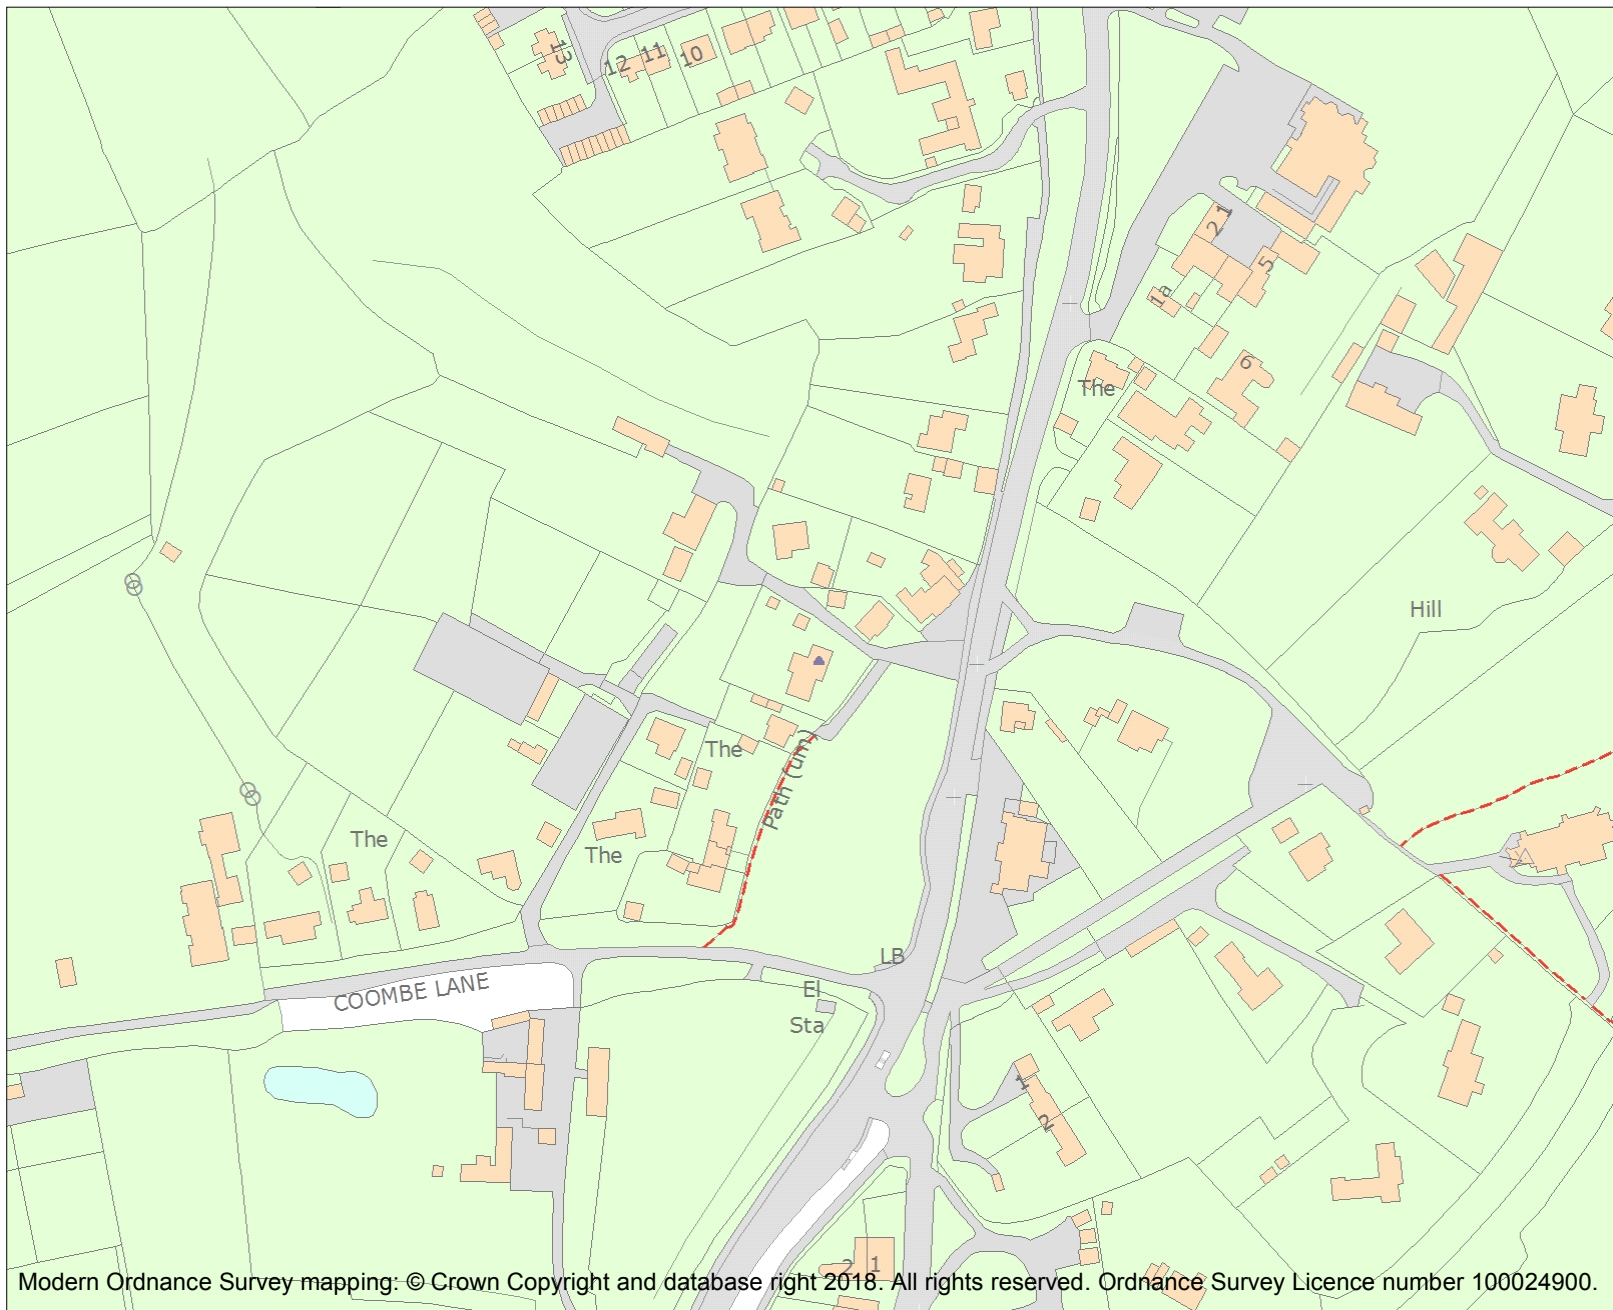 13
12
11
10
2 1
5
1a
6
The
Hill
The
Path (um)
The
The
LB
COOMBE LANE
El
Sta
1
2
2
1
Modern Ordnance Survey mapping: © Crown Copyright and database right 2018. All rights reserved. Ordnance Survey Licence number 100024900.